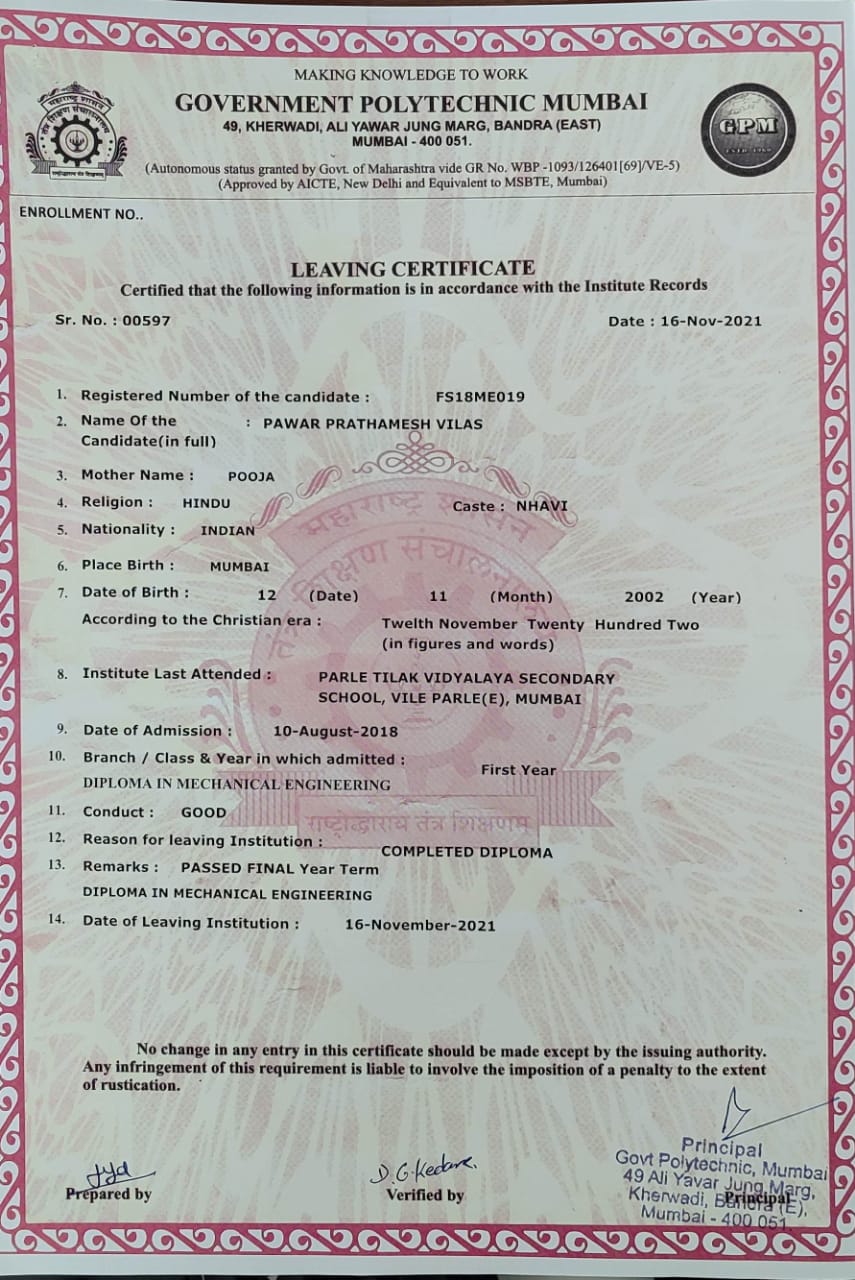 MAKING KNOWLEDGE TO WORK
GOVERNMENT POLYTECHNIC MUMBAI
49, KHERWADI, ALI YAWAR JUNG MARG, BANDRA (EAST)
MUMBAI - 400 051.
(Autonomous status granted by Govt. of Maharashtra vide GR No. WBP -1093/126401[69]/VE-5)
(Approved by AICTE, New Delhi and Equivalent to MSBTE, Mumbai)
महाराष्ट्र शासन
GPM
ENROLLMENT NO..
LEAVING CERTIFICATE
Certified that the following information is in accordance with the Institute Records
Sr. No. : 00597 Date : 16-Nov-2021
1. Registered Number of the candidate : FS18ME019
2. Name Of the : PAWAR PRATHAMESH VILAS
Candidate(in full)
3. Mother Name : POOJA
4. Religion : HINDU Caste : NHAVI
5. Nationality : INDIAN
6. Place Birth : MUMBAI
7. Date of Birth : 12 (Date) 11 (Month) 2002 (Year)
According to the Christian era : Twelth November Twenty Hundred Two
(in figures and words)
8. Institute Last Attended : PARLE TILAK VIDYALAYA SECONDARY
SCHOOL, VILE PARLE(E), MUMBAI
9. Date of Admission : 10-August-2018
10. Branch / Class & Year in which admitted : First Year
DIPLOMA IN MECHANICAL ENGINEERING
11. Conduct : GOOD
12. Reason for leaving Institution : COMPLETED DIPLOMA
13. Remarks : PASSED FINAL Year Term
DIPLOMA IN MECHANICAL ENGINEERING
14. Date of Leaving Institution : 16-November-2021
महाराष्ट्र शासन
तंत्र शिक्षण संचालनालय
राष्ट्रोद्धाराय तंत्र शिक्षणम्
No change in any entry in this certificate should be made except by the issuing authority.
Any infringement of this requirement is liable to involve the imposition of a penalty to the extent
of rustication.
D.G.Kedare.
Prepared by Verified by Principal
Principal
Govt Polytechnic, Mumbai
49 Ali Yavar Jung Marg,
Kherwadi, Bandra (E),
Mumbai - 400 051.